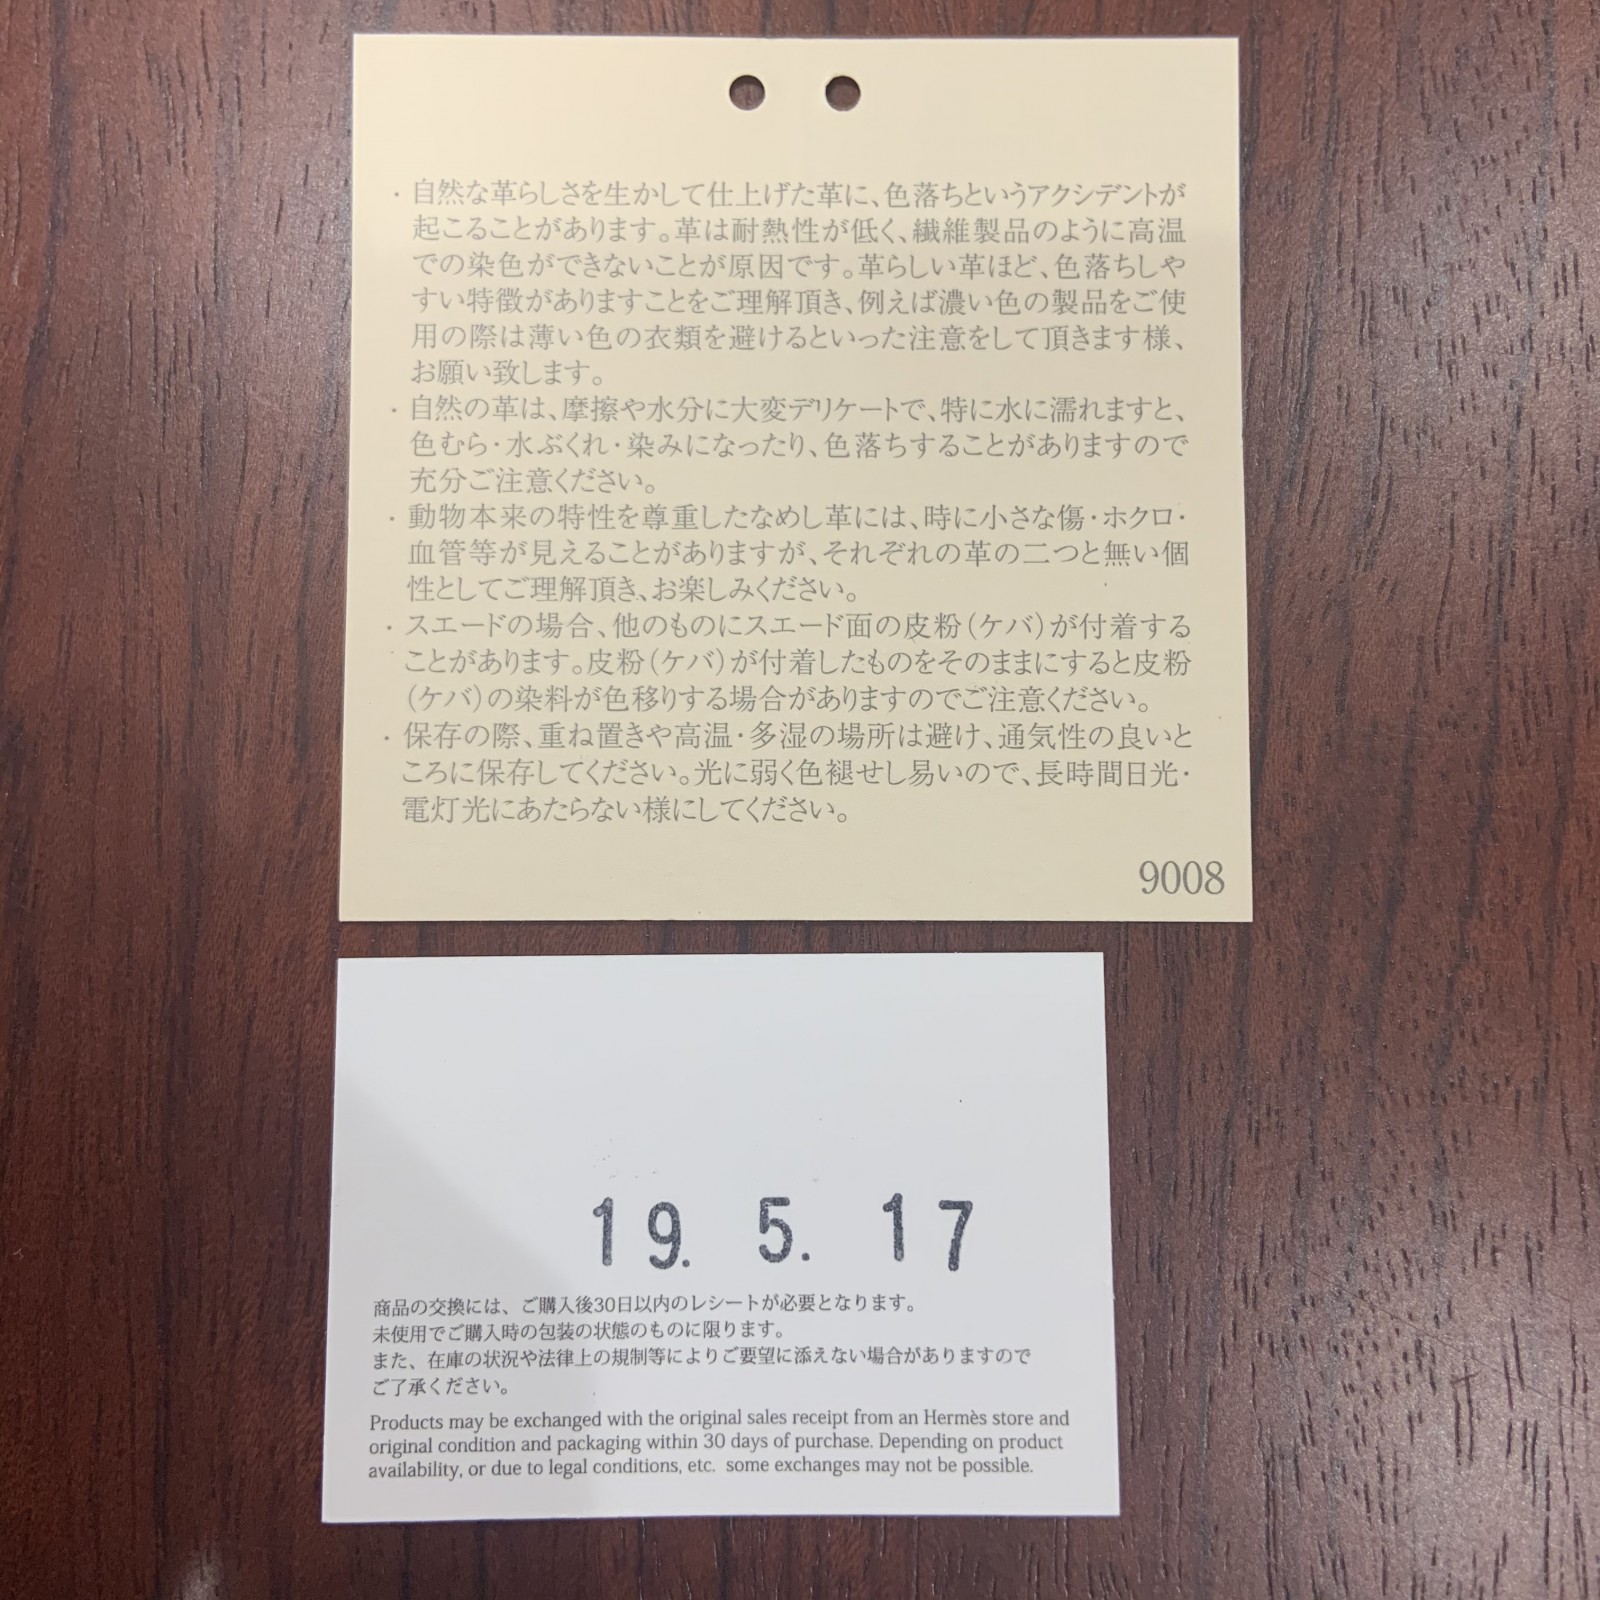 ・自然な革らしさを生かして仕上げた革に、色落ちというアクシデントが
起こることがあります。革は耐熱性が低く、繊維製品のように高温
での染色ができないことが原因です。革らしい革ほど、色落ちしや
すい特徴がありますことをご理解頂き、例えば濃い色の製品をご使
用の際は薄い色の衣類を避けるといった注意をして頂きます様、
お願い致します。
・自然の革は、摩擦や水分に大変デリケートで、特に水に濡れますと、
色むら・水ぶくれ・染みになったり、色落ちすることがありますので
充分ご注意ください。
・動物本来の特性を尊重したなめし革には、時に小さな傷・ホクロ・
血管等が見えることがありますが、それぞれの革の二つと無い個
性としてご理解頂き、お楽しみください。
・スエードの場合、他のものにスエード面の皮粉（ケバ）が付着する
ことがあります。皮粉（ケバ）が付着したものをそのままにすると皮粉
（ケバ）の染料が色移りする場合がありますのでご注意ください。
・保存の際、重ね置きや高温・多湿の場所は避け、通気性の良いと
ころに保存してください。光に弱く色褪せし易いので、長時間日光・
電灯光にあたらない様にしてください。
9008
19. 5. 17
商品の交換には、ご購入後30日以内のレシートが必要となります。
未使用でご購入時の包装の状態のものに限ります。
また、在庫の状況や法律上の規制等によりご要望に添えない場合がありますので
ご了承ください。
Products may be exchanged with the original sales receipt from an Hermès store and
original condition and packaging within 30 days of purchase. Depending on product
availability, or due to legal conditions, etc. some exchanges may not be possible.